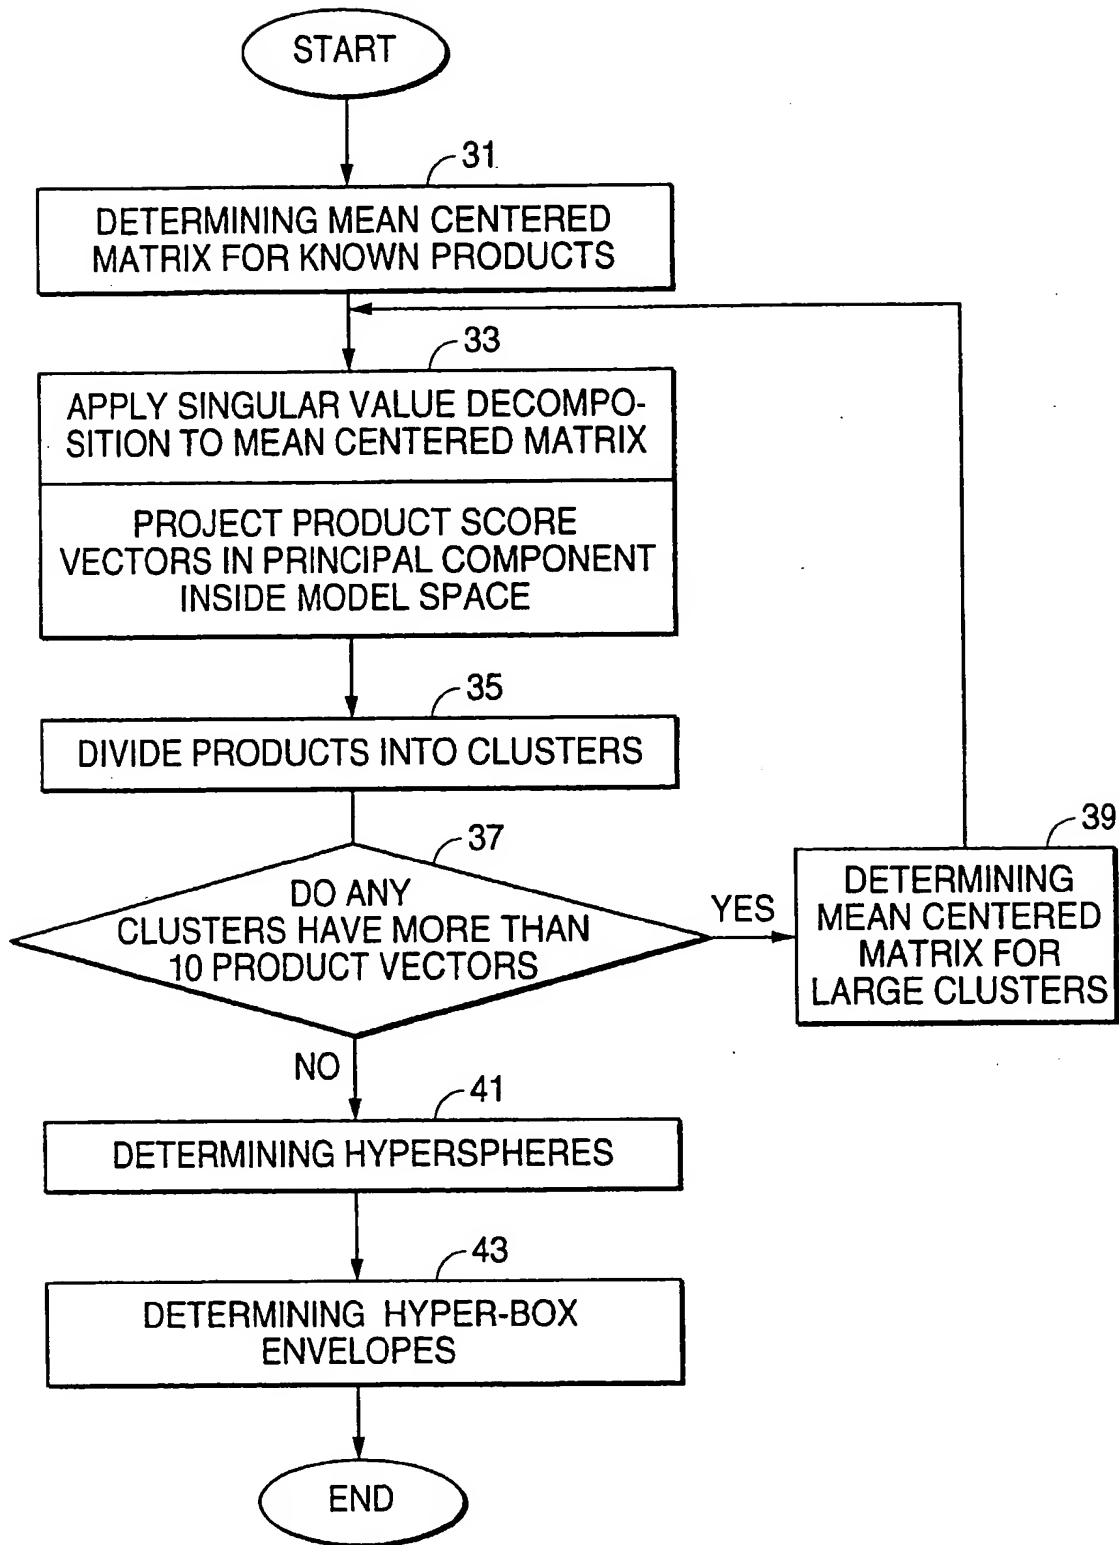 START
31
DETERMINING MEAN CENTERED
MATRIX FOR KNOWN PRODUCTS
33
APPLY SINGULAR VALUE DECOMPO-
SITION TO MEAN CENTERED MATRIX
PROJECT PRODUCT SCORE
VECTORS IN PRINCIPAL COMPONENT
INSIDE MODEL SPACE
35
DIVIDE PRODUCTS INTO CLUSTERS
37
DO ANY
CLUSTERS HAVE MORE THAN
10 PRODUCT VECTORS
YES
39
DETERMINING
MEAN CENTERED
MATRIX FOR
LARGE CLUSTERS
NO
41
DETERMINING HYPERSPHERES
43
DETERMINING HYPER-BOX
ENVELOPES
END